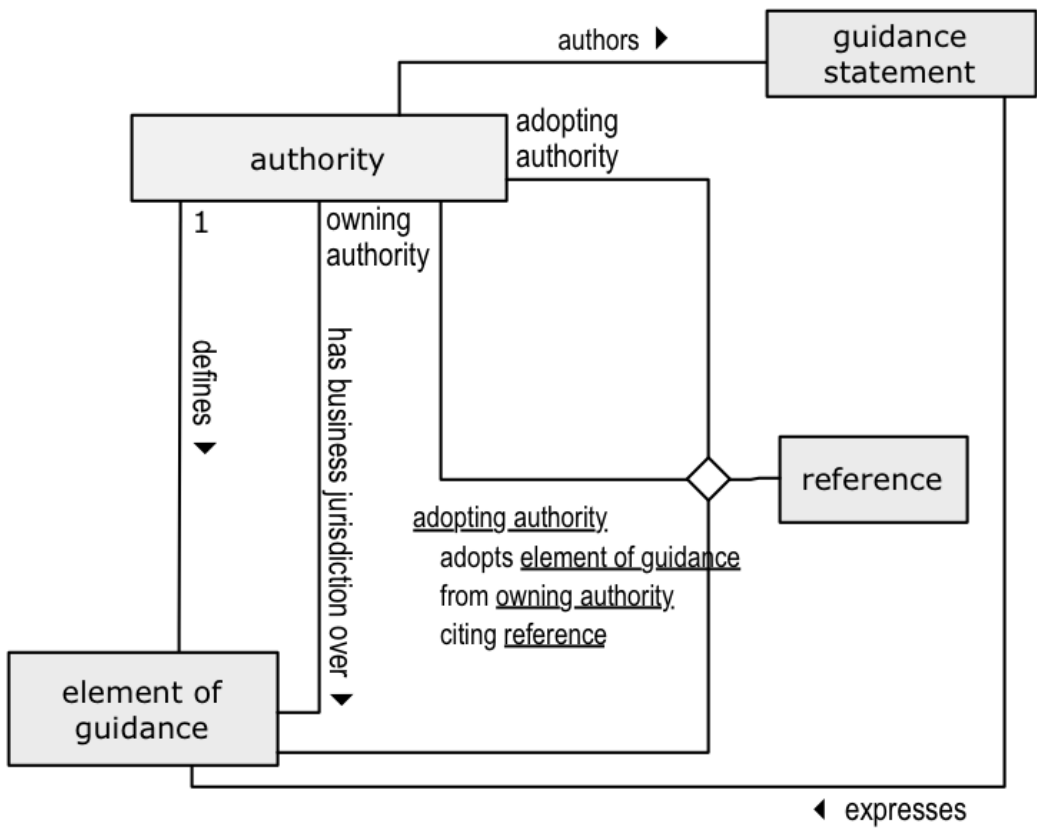 authors ▶
guidance
statement
adopting
authority
authority
1
owning
authority
defines ▼
has business jurisdiction over ▼
reference
adopting authority
adopts element of guidance
from owning authority
citing reference
element of
guidance
◀ expresses